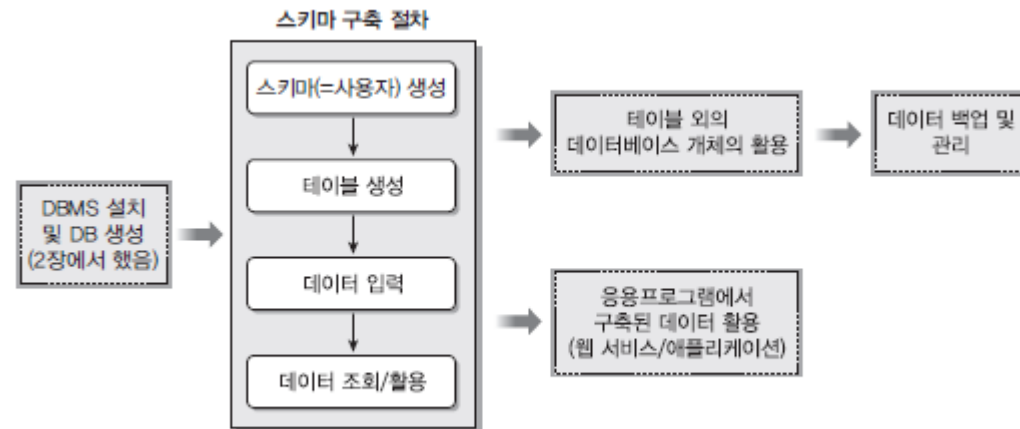 스키마 구축 절차
스키마(=사용자) 생성
테이블 생성
데이터 입력
데이터 조회/활용
DBMS 설치
및 DB 생성
(2장에서 했음)
테이블 외의
데이터베이스 개체의 활용
데이터 백업 및
관리
응용프로그램에서
구축된 데이터 활용
(웹 서비스/애플리케이션)